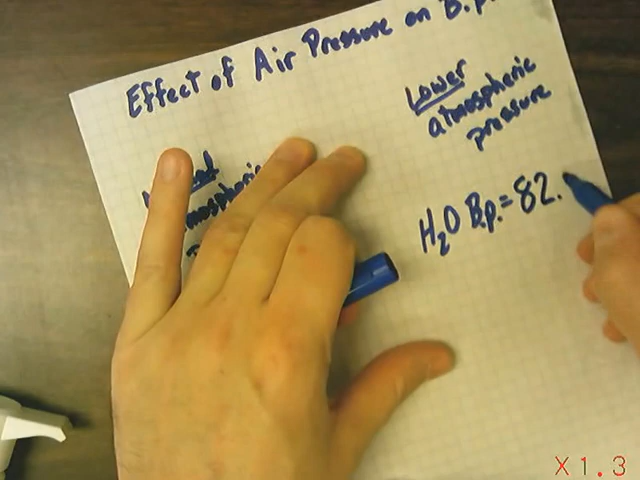 Effect of Air Pressure on B.p.
Lower
atmospheric
pressure
H₂O B.p. = 82.
X1.3